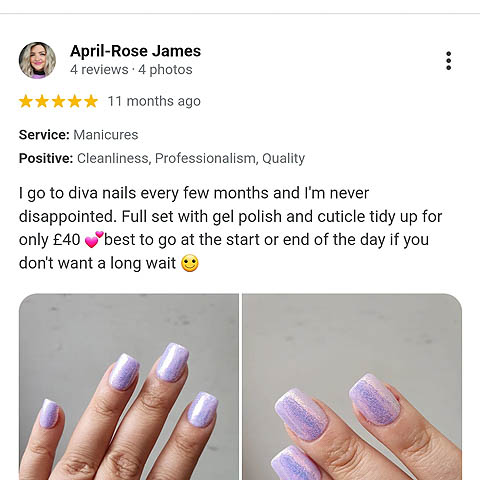 April-Rose James
4 reviews · 4 photos
11 months ago
Service: Manicures
Positive: Cleanliness, Professionalism, Quality
I go to diva nails every few months and I'm never
disappointed. Full set with gel polish and cuticle tidy up for
only £40 💕best to go at the start or end of the day if you
don't want a long wait 🙂